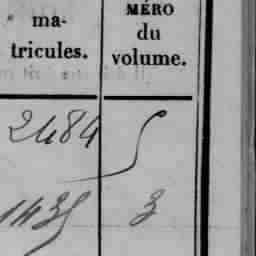 ma- MÉRO
tricules. du
volume.
2484 5
1435 3